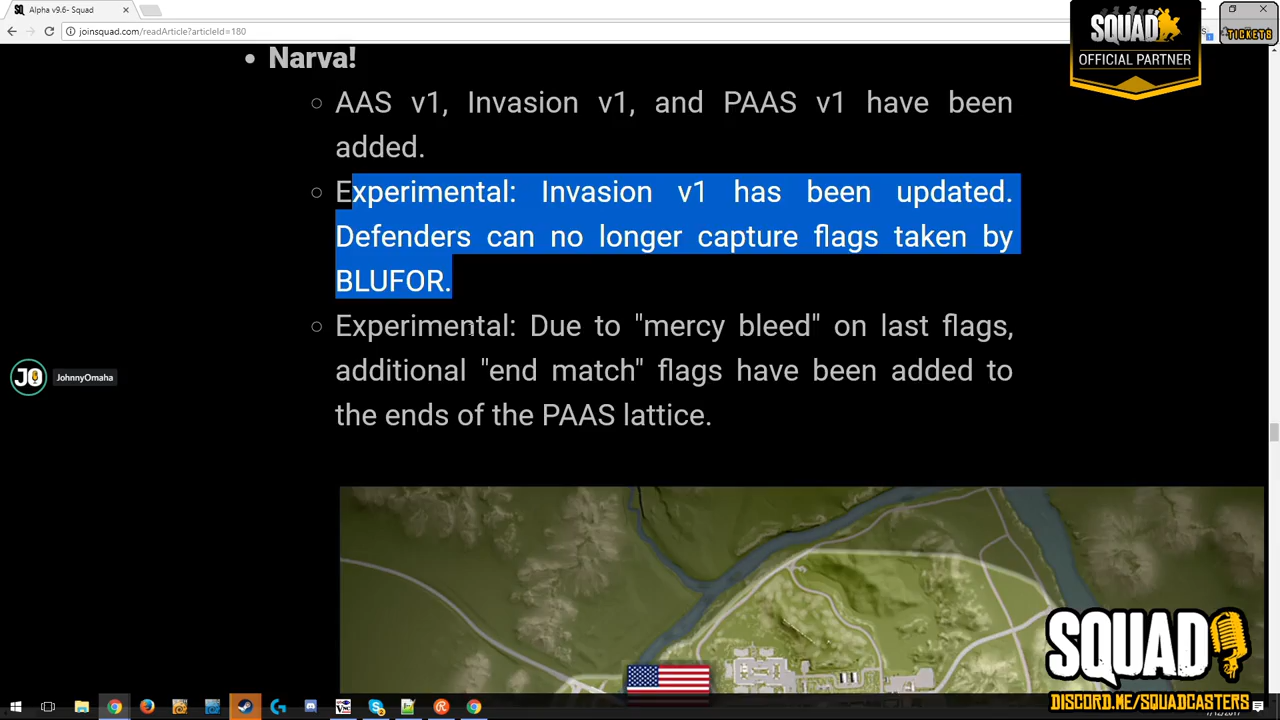 Alpha v9.6- Squad
joinsquad.com/readArticle?articleId=180
SQUAD
OFFICIAL PARTNER
TICKETS
Narva!
AAS v1, Invasion v1, and PAAS v1 have been
added.
Experimental: Invasion v1 has been updated.
Defenders can no longer capture flags taken by
BLUFOR.
Experimental: Due to "mercy bleed" on last flags,
additional "end match" flags have been added to
the ends of the PAAS lattice.
JO
JohnnyOmaha
SQUAD
DISCORD.ME/SQUADCASTERS